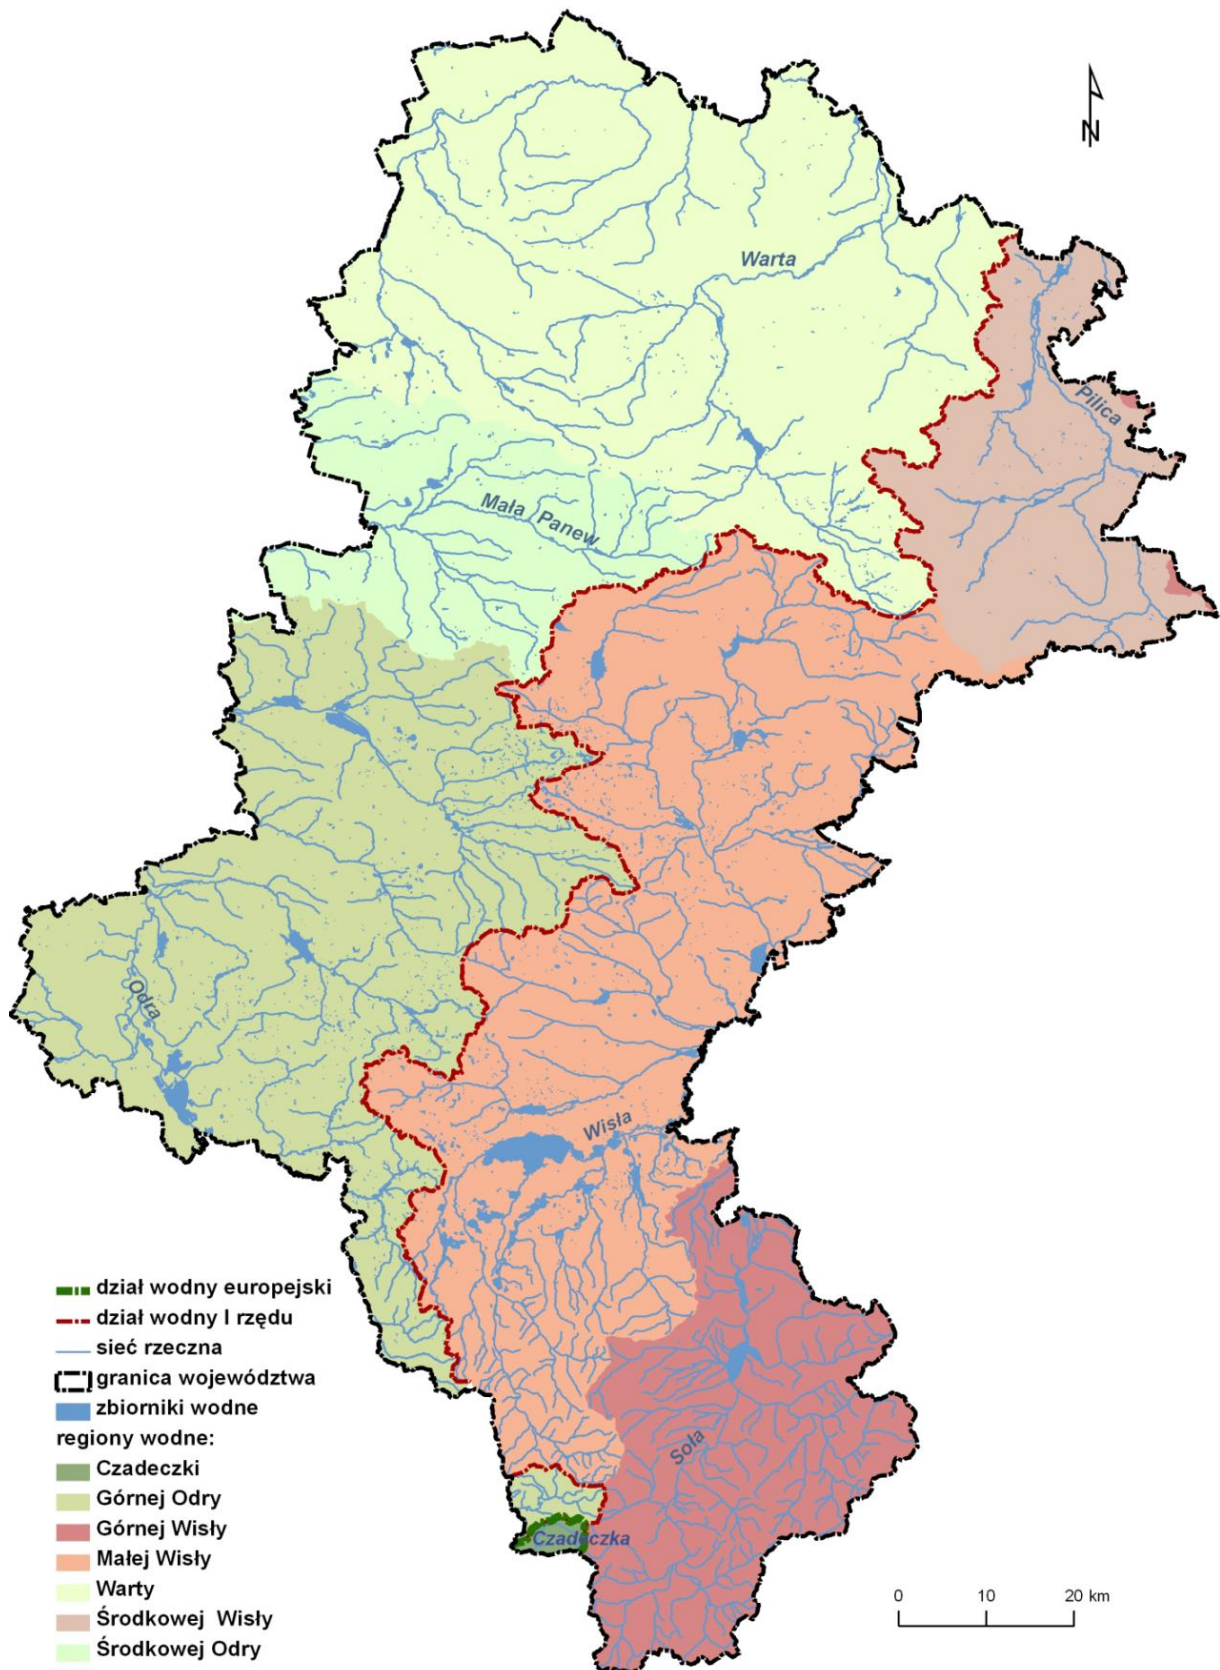 N
Warta
Pilica
Mała Panew
Odra
Wisła
dział wodny europejski
dział wodny I rzędu
sieć rzeczna
granica województwa
zbiorniki wodne
regiony wodne:
Czadeczki
Górnej Odry
Górnej Wisły
Małej Wisły
Warty
Środkowej Wisły
Środkowej Odry
Soła
Czadeczka
0 10 20 km